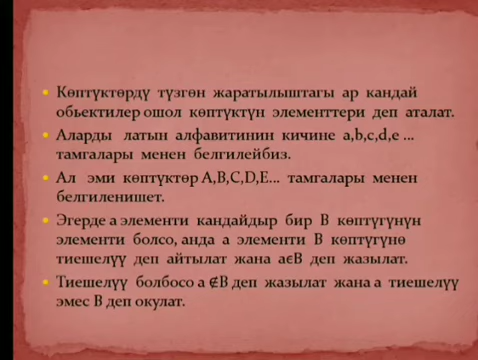 • Көптүктөрдү түзгөн жаратылыштагы ар кандай
обьектилер ошол көптүктүн элементтери деп аталат.
• Аларды латын алфавитинин кичине a,b,c,d,e ...
тамгалары менен белгилейбиз.
• Ал эми көптүктөр A,B,C,D,E... тамгалары менен
белгиленишет.
• Эгерде а элементи кандайдыр бир B көптүгүнүн
элементи болсо, анда а элементи B көптүгүнө
тиешелүү деп айтылат жана аєB деп жазылат.
• Тиешелүү болбосо а ∉B деп жазылат жана а тиешелүү
эмес B деп окулат.